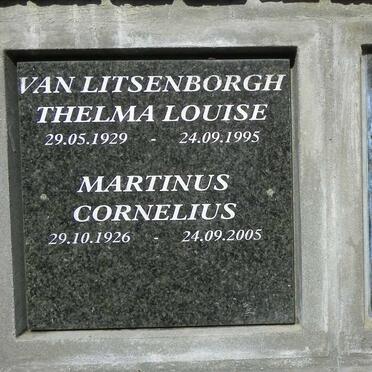 VAN LITSENBORGH
THELMA LOUISE
29.05.1929 - 24.09.1995
MARTINUS
CORNELIUS
29.10.1926 - 24.09.2005